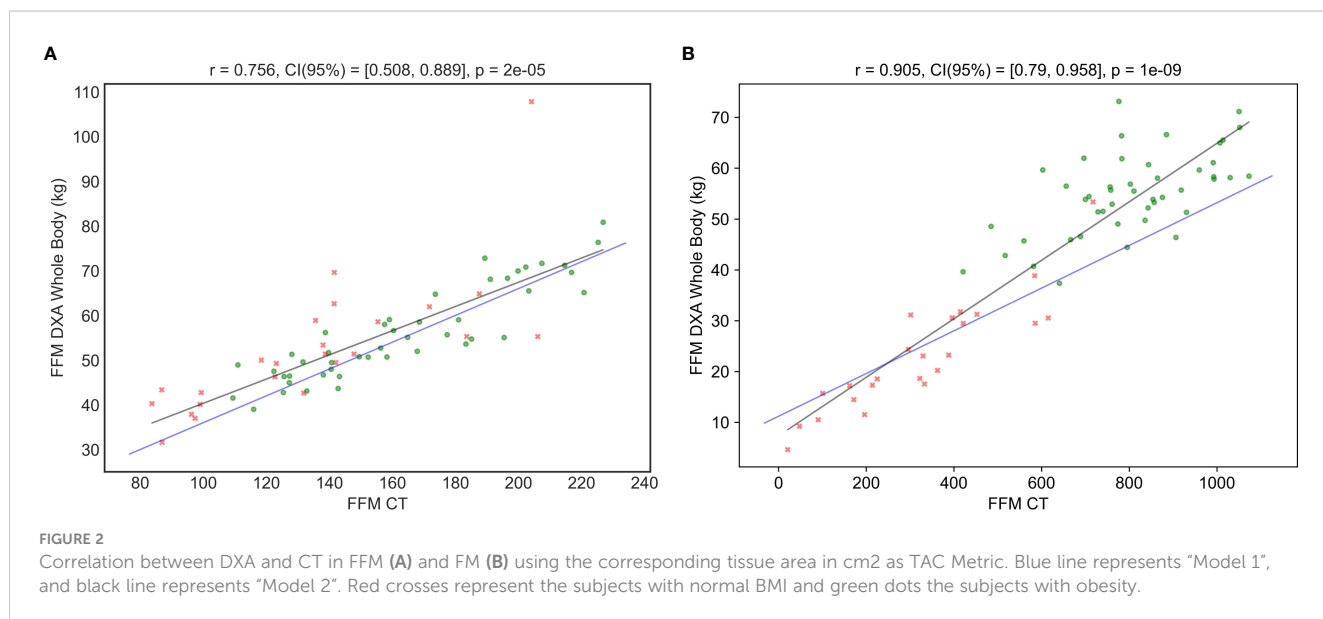 A
r = 0.756, CI(95%) = [0.508, 0.889], p = 2e-05
110
100
90
80
70
60
50
40
30
FFM DXA Whole Body (kg)
80 100 120 140 160 180 200 220 240
FFM CT
B
r = 0.905, CI(95%) = [0.79, 0.958], p = 1e-09
70
60
50
40
30
20
10
FFM DXA Whole Body (kg)
0 200 400 600 800 1000
FFM CT
FIGURE 2
Correlation between DXA and CT in FFM (A) and FM (B) using the corresponding tissue area in cm2 as TAC Metric. Blue line represents “Model 1”,
and black line represents “Model 2”. Red crosses represent the subjects with normal BMI and green dots the subjects with obesity.